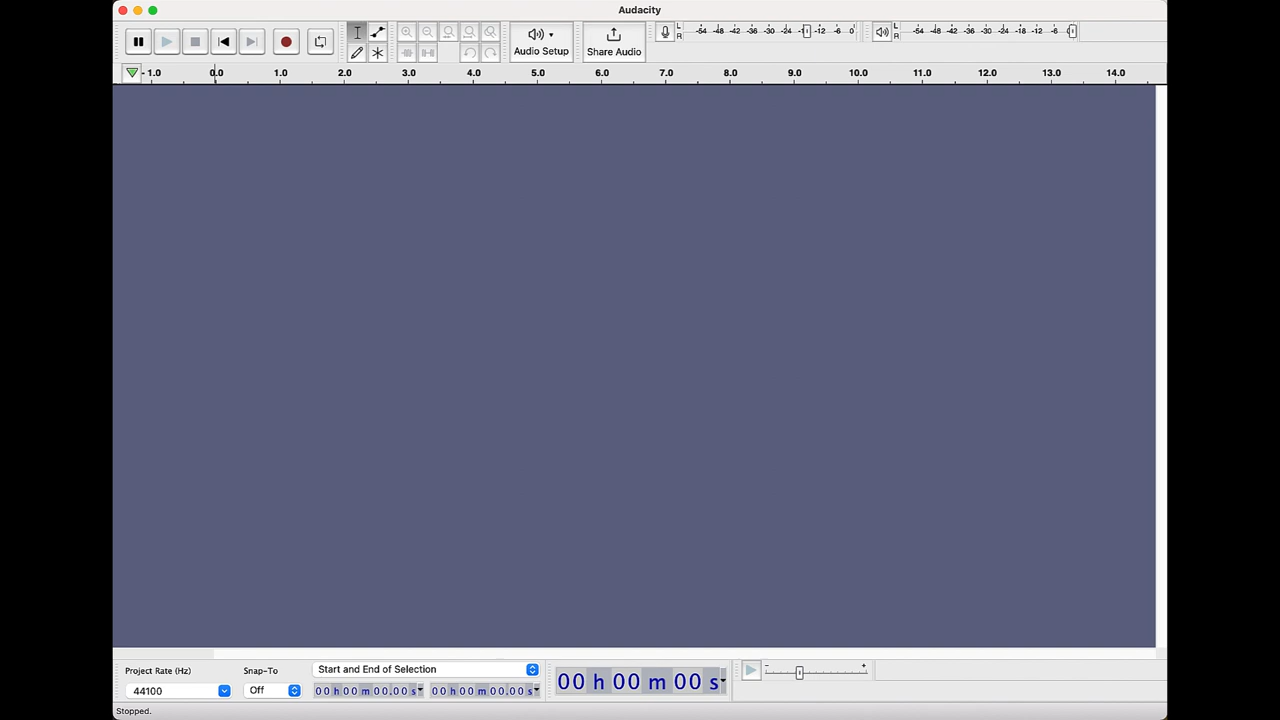 Audacity
L
R
-54 -48 -42 -36 -30 -24 -12 -6 0
L
R
-54 -48 -42 -36 -30 -24 -18 -12 -6
Audio Setup
Share Audio
- 1.0 0.0 1.0 2.0 3.0 4.0 5.0 6.0 7.0 8.0 9.0 10.0 11.0 12.0 13.0 14.0
Project Rate (Hz)
Snap-To
Start and End of Selection
44100
Off
00 h 00 m 00.00 s
00 h 00 m 00.00 s
00 h 00 m 00 s
- +
Stopped.